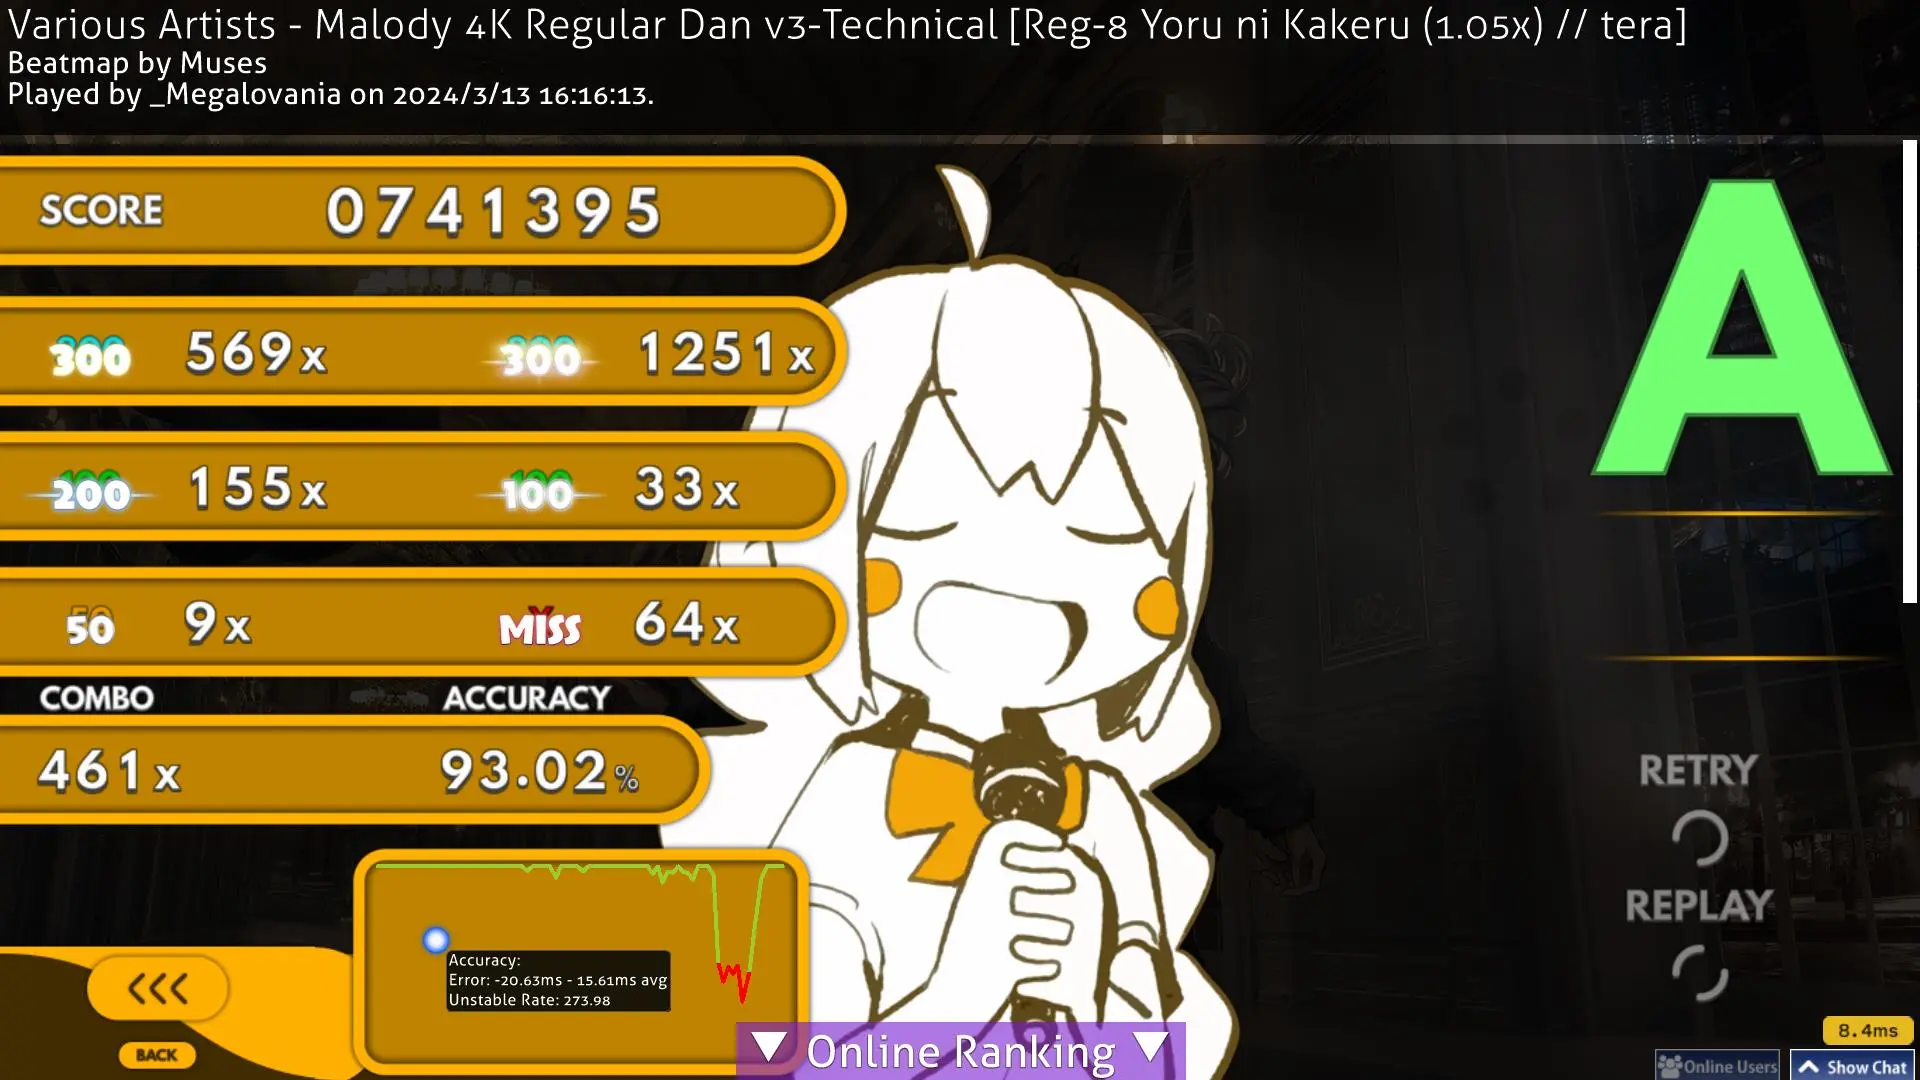 Various Artists - Malody 4K Regular Dan v3-Technical [Reg-8 Yoru ni Kakeru (1.05x) // tera]
Beatmap by Muses
Played by _Megalovania on 2024/3/13 16:16:13.
SCORE 0741395
300 569x 300 1251x
200 155x 100 33x
50 9x MISS 64x
COMBO ACCURACY
461x 93.02%
Accuracy:
Error: -20.63ms - 15.61ms avg
Unstable Rate: 273.98
A
RETRY
REPLAY
<<<
BACK
▼ Online Ranking ▼
8.4ms
Online Users
Show Chat